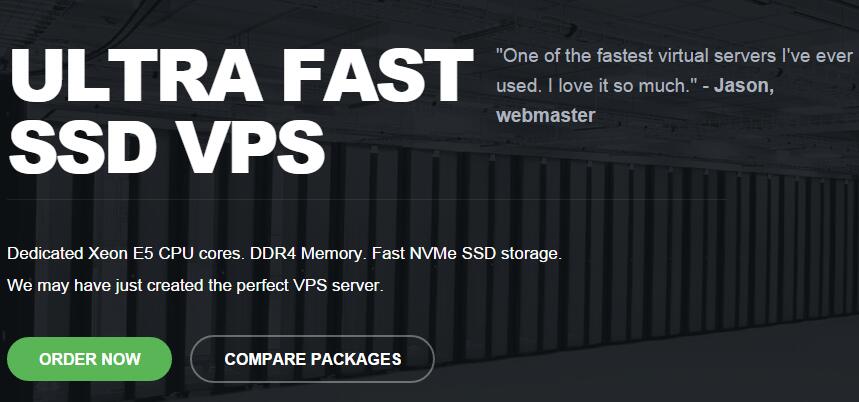 ULTRA FAST
SSD VPS
"One of the fastest virtual servers I've ever
used. I love it so much." - Jason,
webmaster
Dedicated Xeon E5 CPU cores. DDR4 Memory. Fast NVMe SSD storage.
We may have just created the perfect VPS server.
ORDER NOW
COMPARE PACKAGES